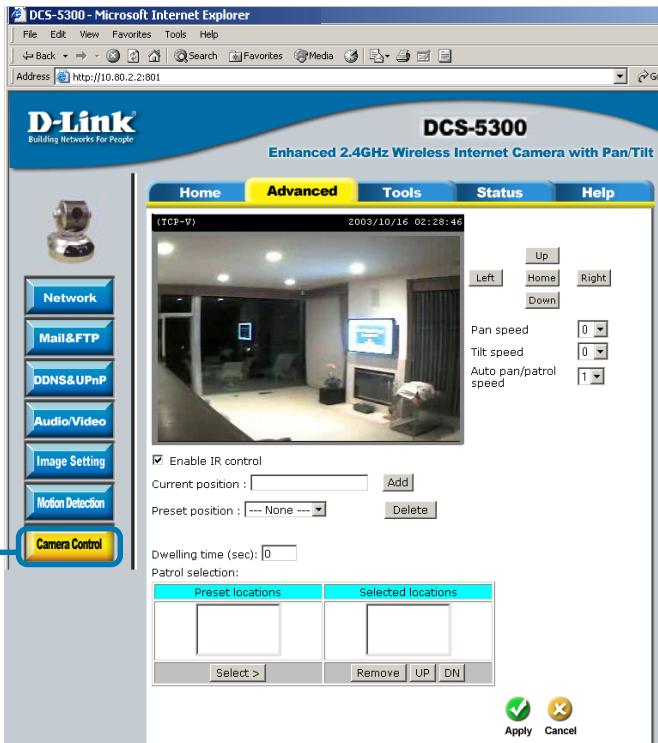 DCS-5300 - Microsoft Internet Explorer
File Edit View Favorites Tools Help
Back Search Favorites Media
Address http://10.80.2.2:801
D-Link
Building Networks For People
DCS-5300
Enhanced 2.4GHz Wireless Internet Camera with Pan/Tilt
Home Advanced Tools Status Help
(TCP-V) 2003/10/16 02:28:46
Up
Left Home Right
Down
Pan speed 0
Tilt speed 0
Auto pan/patrol
speed 1
Network
Mail&FTP
DDNS&UPnP
Audio/Video
Image Setting
Motion Detection
Camera Control
Enable IR control
Current position : Add
Preset position : --- None --- Delete
Dwelling time (sec): 0
Patrol selection:
Preset locations Selected locations
Select > Remove UP DN
Apply Cancel